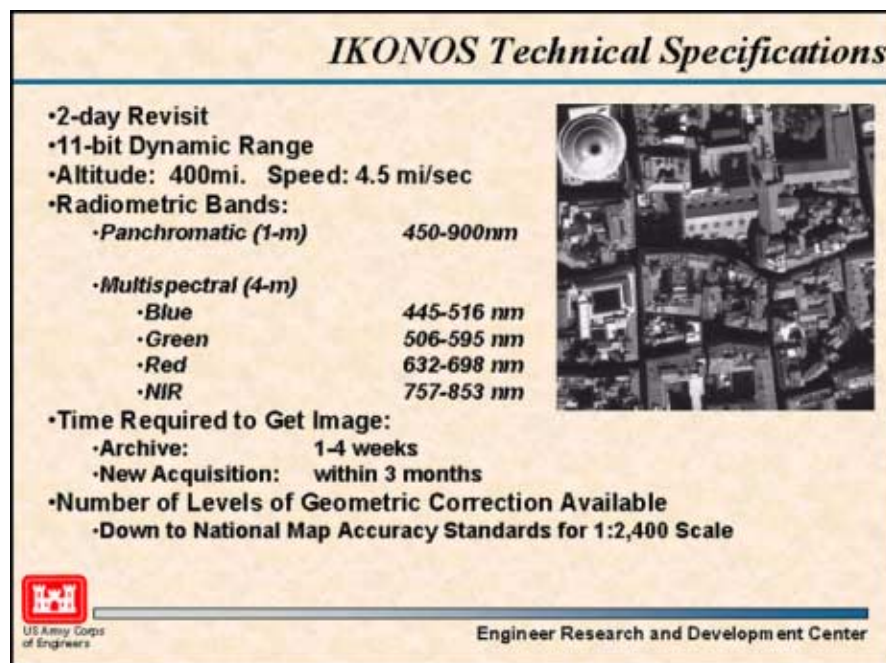 IKONOS Technical Specifications
•2-day Revisit
•11-bit Dynamic Range
•Altitude: 400mi. Speed: 4.5 mi/sec
•Radiometric Bands:
•Panchromatic (1-m) 450-900nm
•Multispectral (4-m)
•Blue 445-516 nm
•Green 506-595 nm
•Red 632-698 nm
•NIR 757-853 nm
•Time Required to Get Image:
•Archive: 1-4 weeks
•New Acquisition: within 3 months
•Number of Levels of Geometric Correction Available
•Down to National Map Accuracy Standards for 1:2,400 Scale
US Army Corps
of Engineers
Engineer Research and Development Center